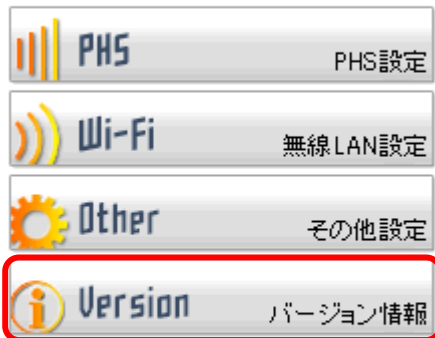 PHS
PHS設定
Wi-Fi
無線LAN設定
Other
その他設定
Version
バージョン情報